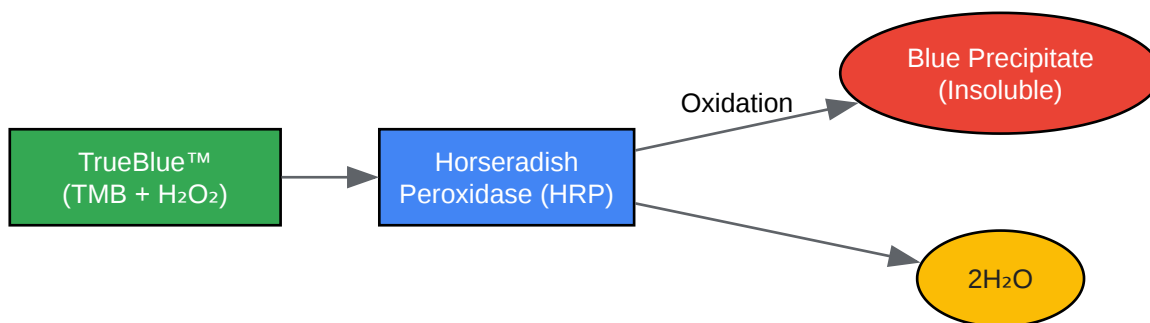 TrueBlue™
(TMB + H₂O₂)
Horseradish
Peroxidase (HRP)
Oxidation
Blue Precipitate
(Insoluble)
2H₂O